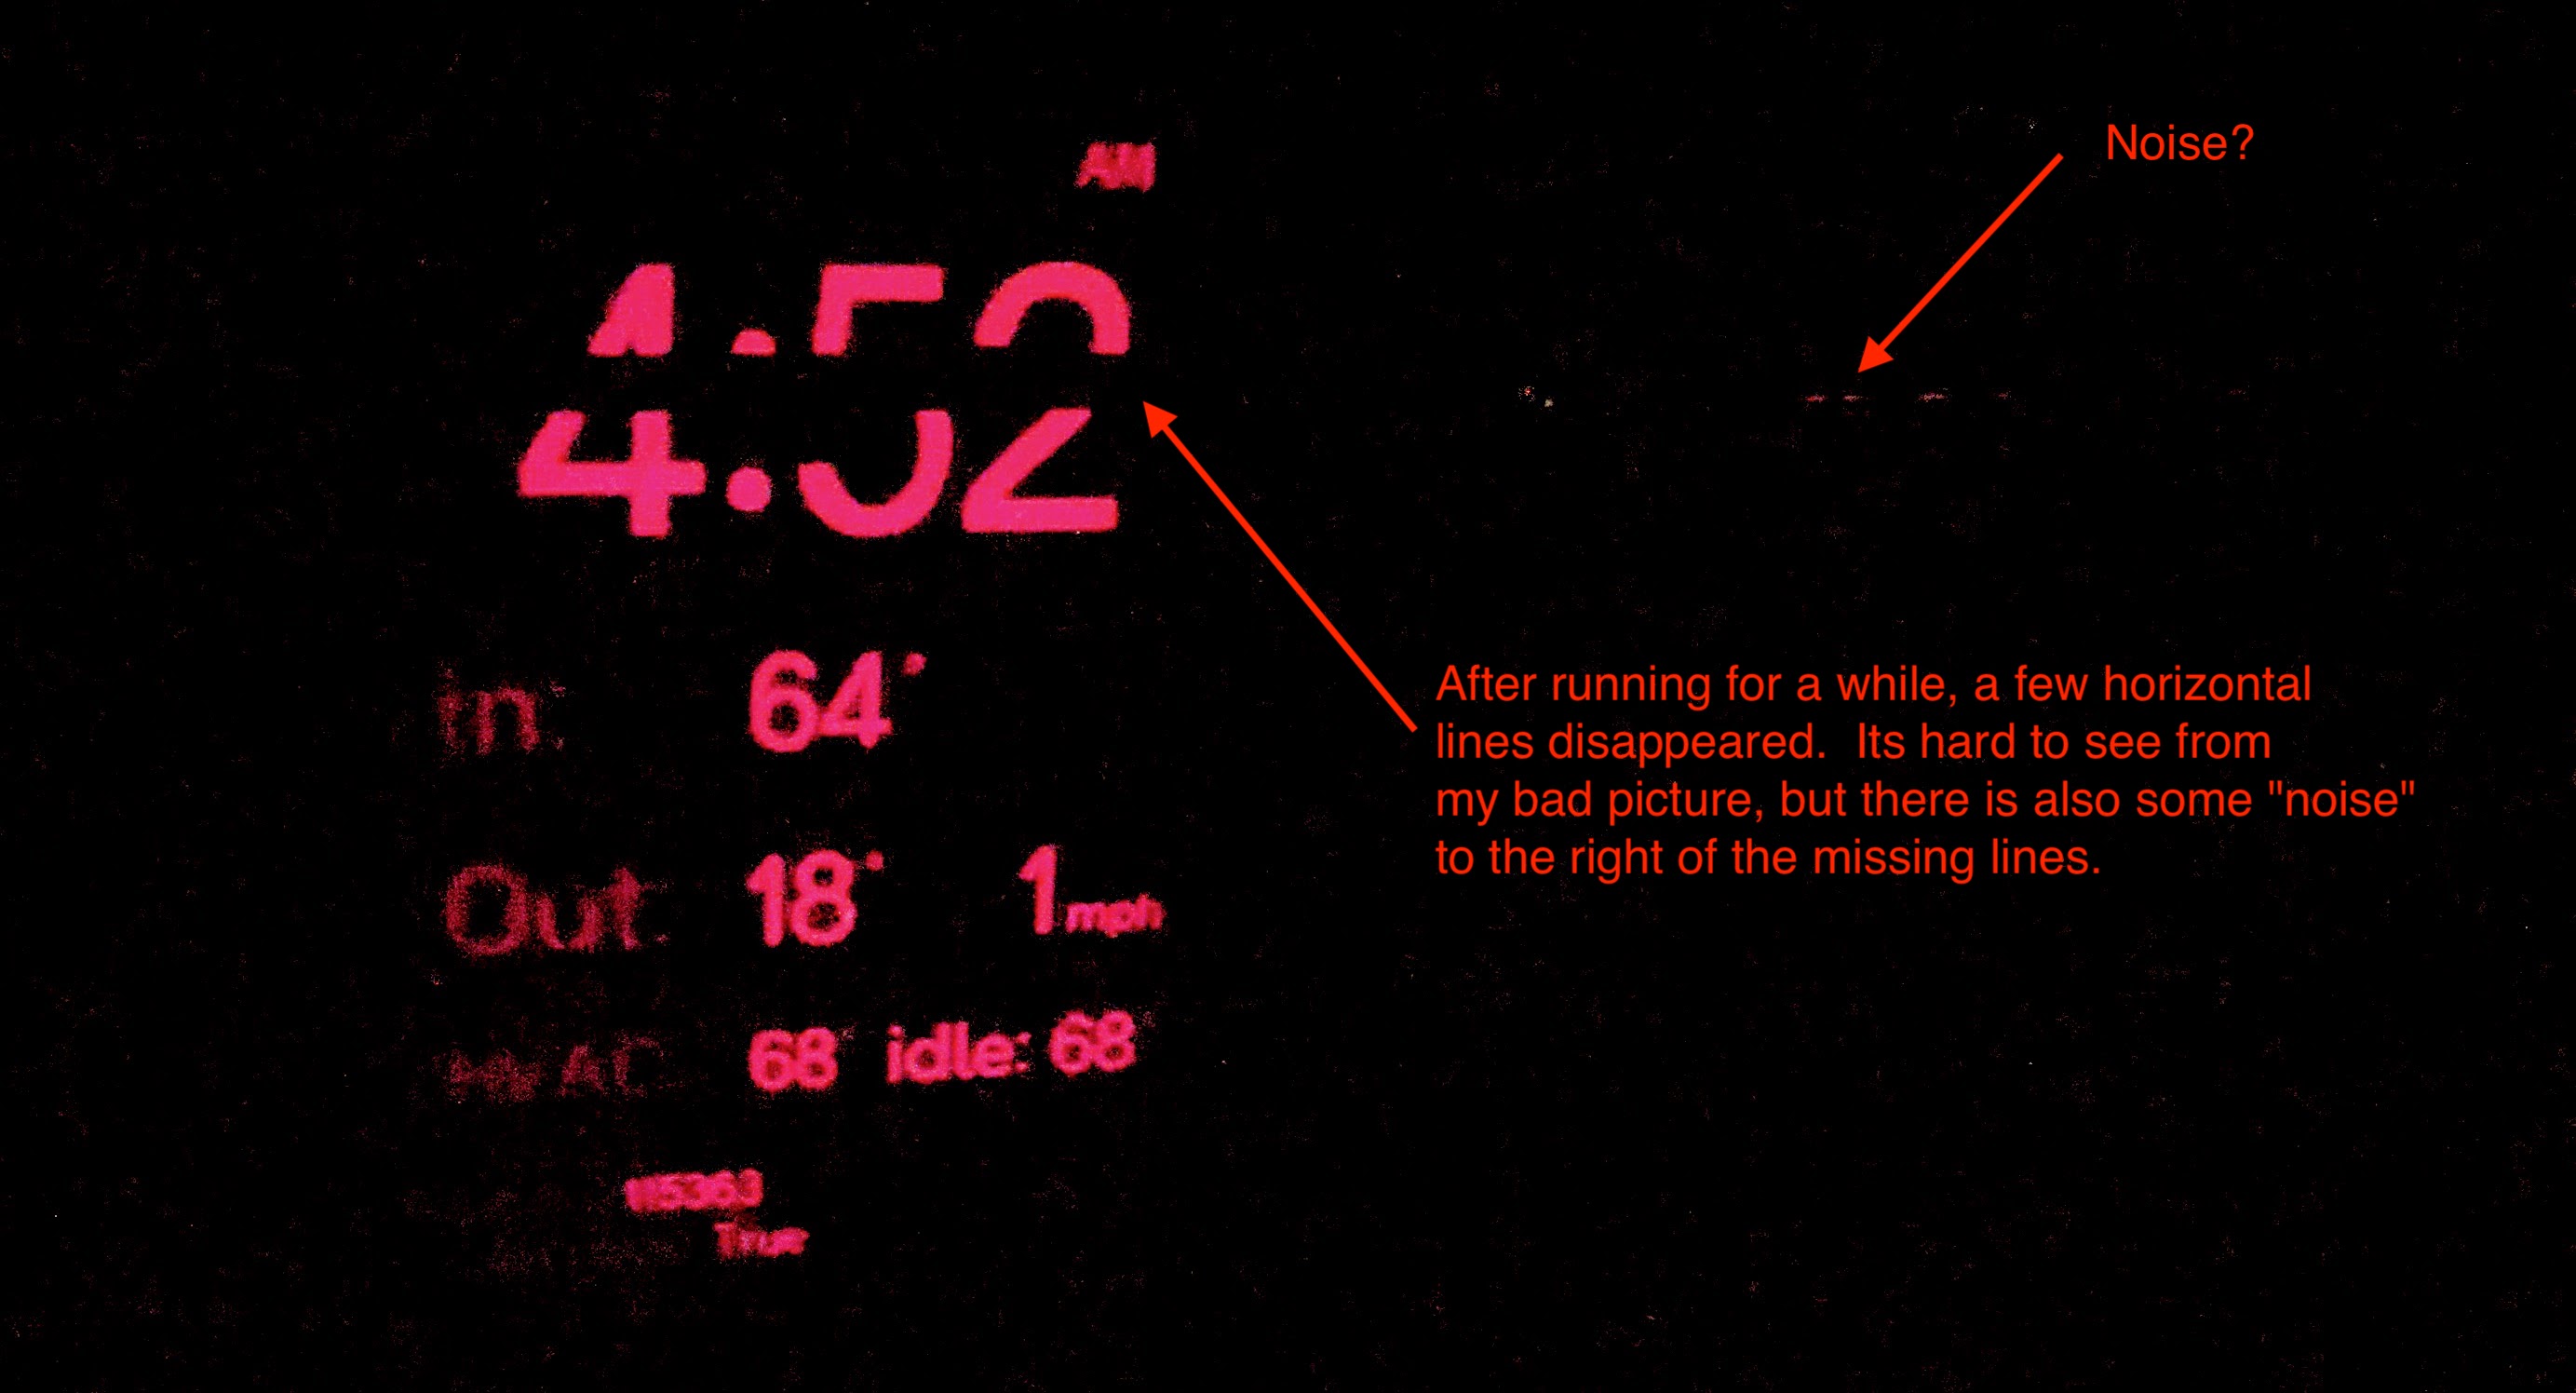 Noise?
AM
4:52
in: 64°
Out: 18° 1mph
HVAC 68° idle: 68°
After running for a while, a few horizontal
lines disappeared.  Its hard to see from
my bad picture, but there is also some "noise"
to the right of the missing lines.